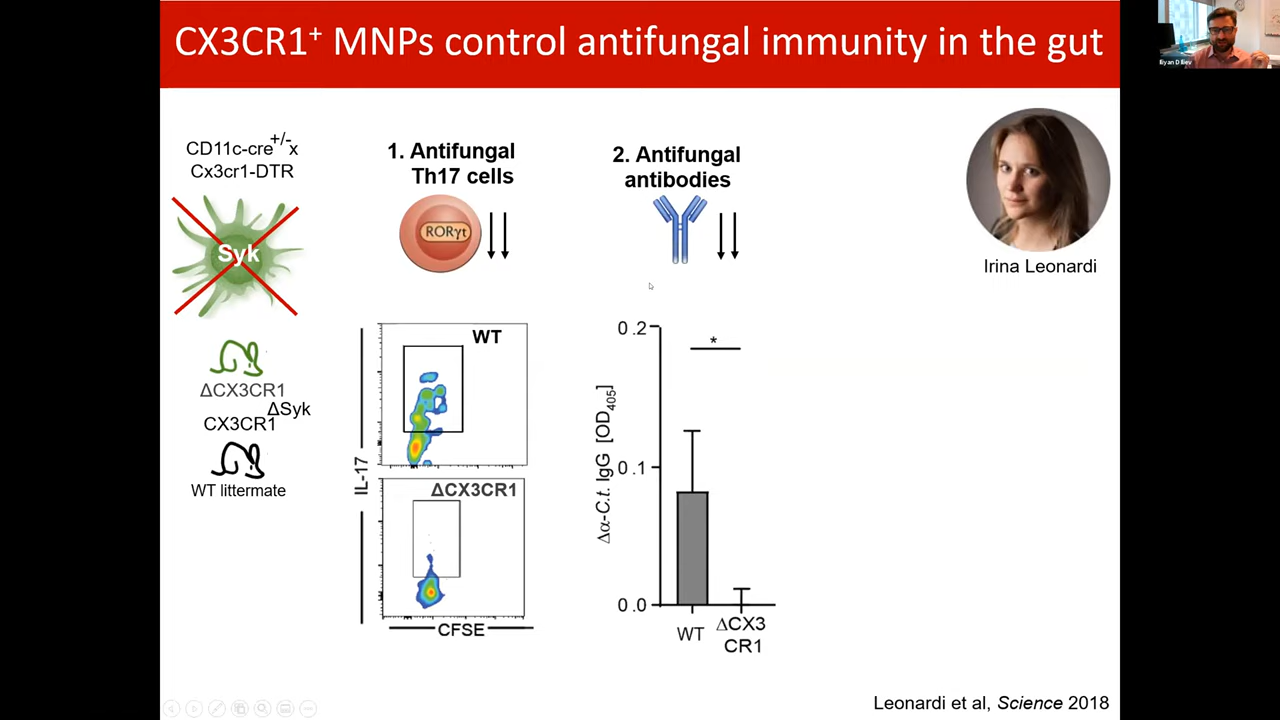 CX3CR1⁺ MNPs control antifungal immunity in the gut
CD11c-cre⁺/⁻x
Cx3cr1-DTR
Syk
ΔCX3CR1
CX3CR1ΔSyk
WT littermate
1. Antifungal
Th17 cells
RORγt
2. Antifungal
antibodies
Irina Leonardi
WT
ΔCX3CR1
IL-17
CFSE
Δα-C.t. IgG [OD₄₀₅]
0.2
0.1
0.0
*
WT
ΔCX3
CR1
Leonardi et al, Science 2018